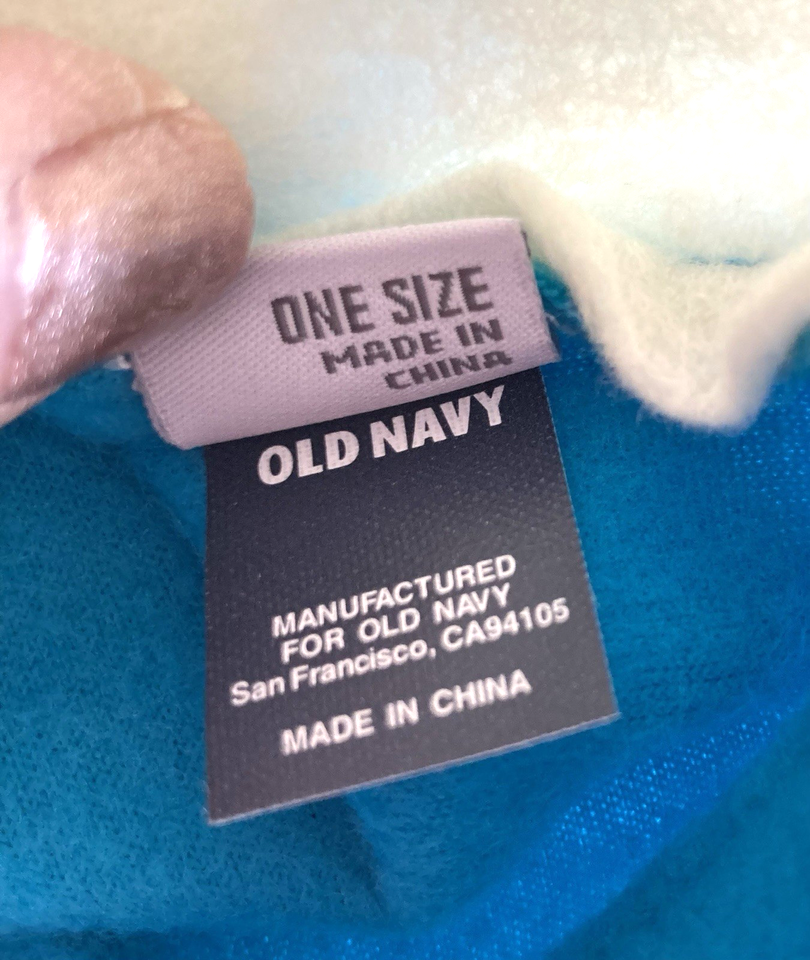 ONE SIZE
MADE IN
CHINA
OLD NAVY
MANUFACTURED
FOR OLD NAVY
San Francisco, CA94105
MADE IN CHINA